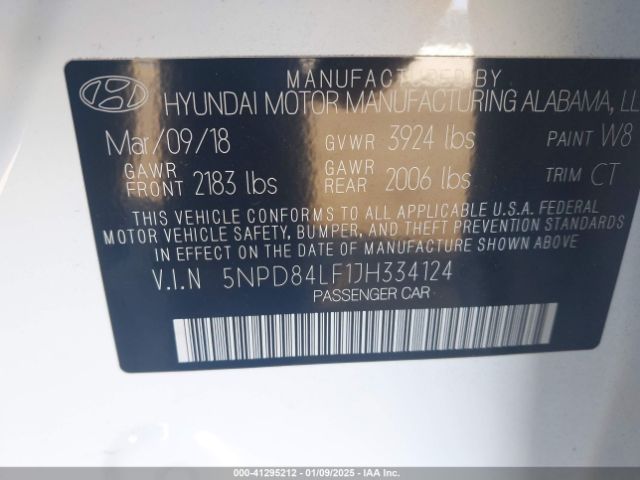 MANUFACTURED BY
HYUNDAI MOTOR MANUFACTURING ALABAMA, LL
Mar/09/18 GVWR 3924 lbs PAINT W8
GAWR FRONT 2183 lbs GAWR REAR 2006 lbs TRIM CT
THIS VEHICLE CONFORMS TO ALL APPLICABLE U.S.A. FEDERAL
MOTOR VEHICLE SAFETY, BUMPER, AND THEFT PREVENTION STANDARDS
IN EFFECT ON THE DATE OF MANUFACTURE SHOWN ABOVE.
V.I.N 5NPD84LF1JH334124
PASSENGER CAR
000-41295212 - 01/09/2025 - IAAI.COM